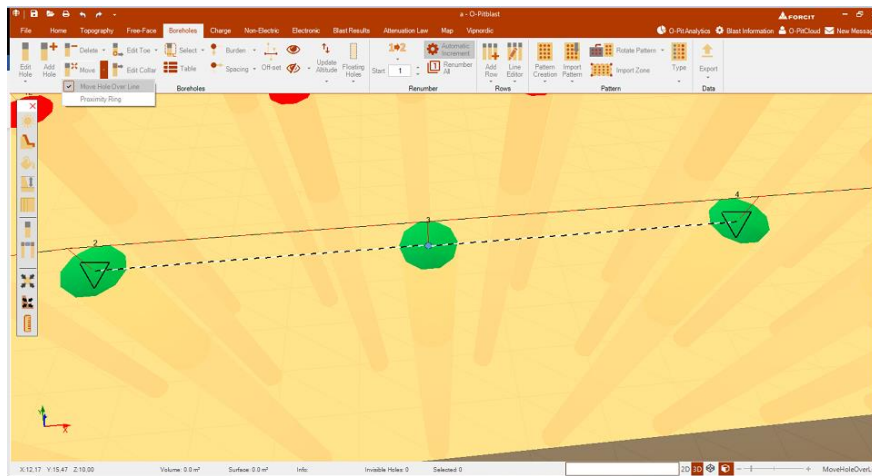 a - O-Pitblast
FORCIT
File Home Topography Free-Face Boreholes Charge Non-Electric Electronic Blast Results Attenuation Law Map Vipnordic O-PitAnalytics Blast Information O-PitCloud New Messag
Delete Edit Toe Select Burden Automatic Increment Rotate Pattern
Edit Hole Add Hole Move Edit Collar Table Spacing Off-set Update Altitude Floating Holes Start 1 Renumber All Add Row Line Editor Pattern Creation Import Pattern Import Zone Type Export
Move Hole Over Line Boreholes Renumber Rows Pattern Data
Proximity Ring
4
3
2
Y
X
X:12,17 Y:15,47 Z:10,00 Volume: 0.0 m³ Surface: 0.0 m² Info: Invisible Holes: 0 Selected 0 2D 3D MoveHoleOverL